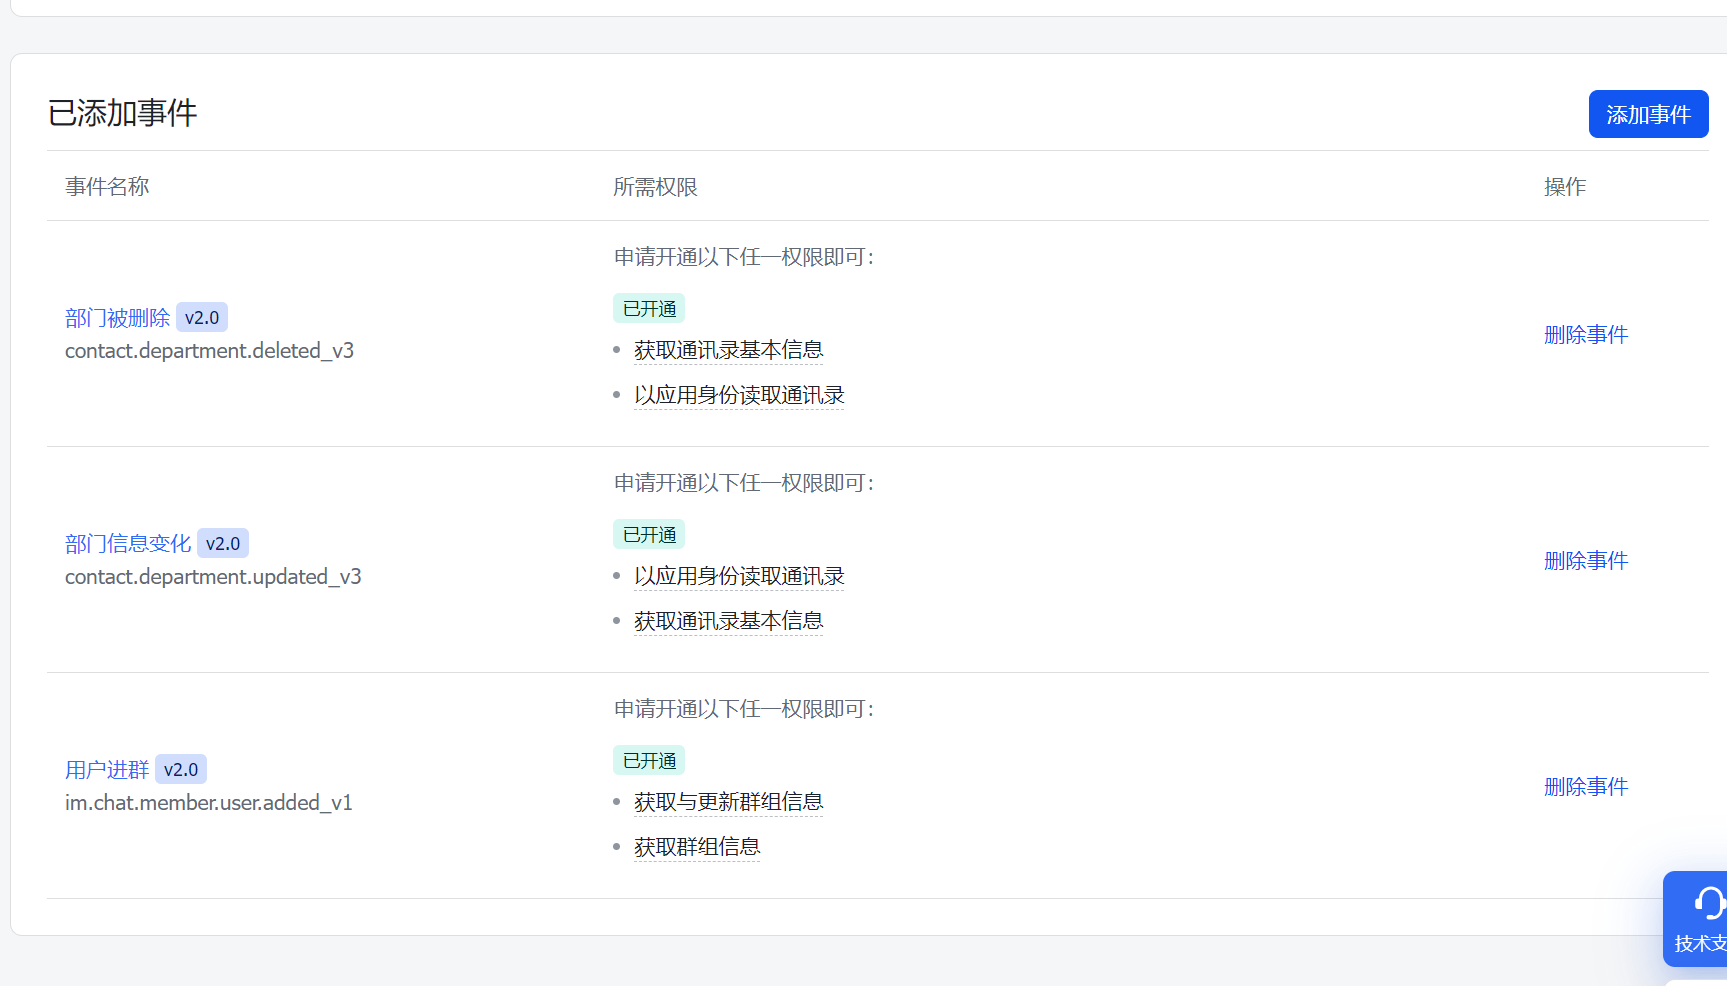 已添加事件
添加事件
事件名称 所需权限 操作
申请开通以下任一权限即可：
已开通
部门被删除 v2.0
contact.department.deleted_v3
获取通讯录基本信息
以应用身份读取通讯录
删除事件
申请开通以下任一权限即可：
已开通
部门信息变化 v2.0
contact.department.updated_v3
以应用身份读取通讯录
获取通讯录基本信息
删除事件
申请开通以下任一权限即可：
已开通
用户进群 v2.0
im.chat.member.user.added_v1
获取与更新群组信息
获取群组信息
删除事件
技术支